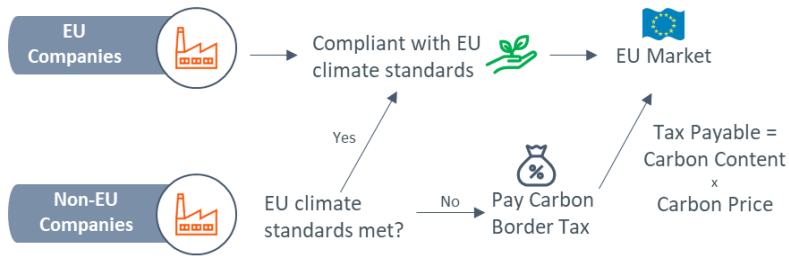 EU
Companies
Compliant with EU
climate standards
EU Market
Yes
Tax Payable =
Carbon Content
x
Carbon Price
Non-EU
Companies
EU climate
standards met?
No
%
Pay Carbon
Border Tax